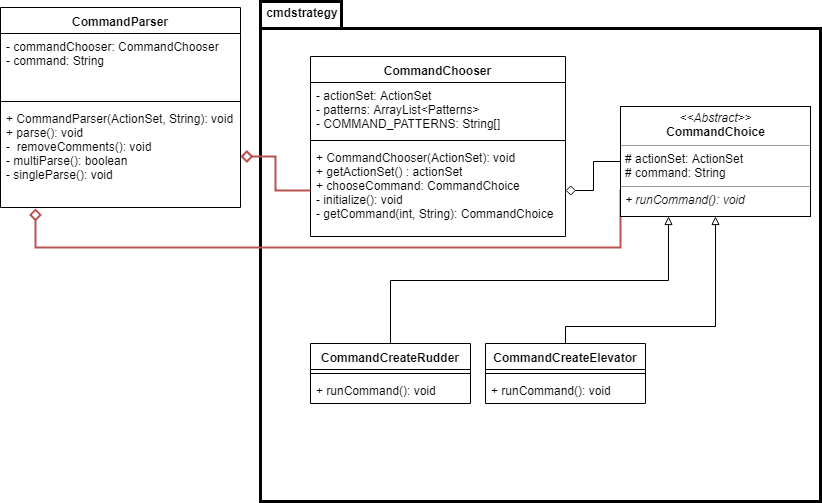 CommandParser
- commandChooser: CommandChooser
- command: String
+ CommandParser(ActionSet, String): void
+ parse(): void
-  removeComments(): void
- multiParse(): boolean
- singleParse(): void
cmdstrategy
CommandChooser
- actionSet: ActionSet
- patterns: ArrayList<Patterns>
- COMMAND_PATTERNS: String[]
+ CommandChooser(ActionSet): void
+ getActionSet() : actionSet
+ chooseCommand: CommandChoice
- initialize(): void
- getCommand(int, String): CommandChoice
<<Abstract>>
CommandChoice
# actionSet: ActionSet
# command: String
+ runCommand(): void
CommandCreateRudder
+ runCommand(): void
CommandCreateElevator
+ runCommand(): void